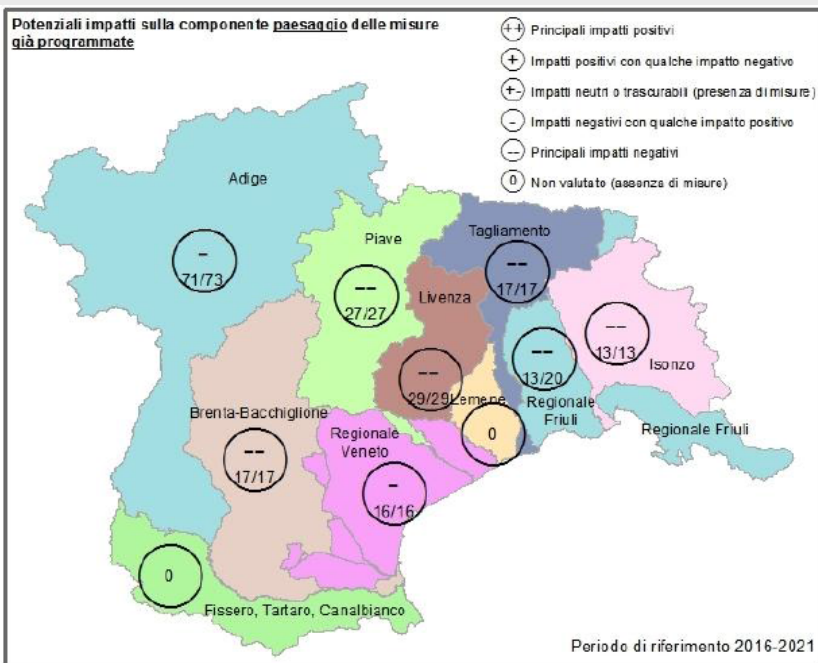 Potenziali impatti sulla componente paesaggio delle misure
già programmate
++ Principali impatti positivi
+ Impatti positivi con qualche impatto negativo
+- Impatti neutri o trascurabili (presenza di misure)
- Impatti negativi con qualche impatto positivo
-- Principali impatti negativi
0 Non valutato (assenza di misure)
Adige
-
71/73
Piave
--
27/27
Tagliamento
--
17/17
Livenza
--
29/29
Lemene
0
--
13/20
Regionale
Friuli
--
13/13
Isonzo
Regionale Friuli
Brenta-Bacchiglione
--
17/17
Regionale
Veneto
-
16/16
0
Fissero, Tartaro, Canalbianco
Periodo di riferimento 2016-2021